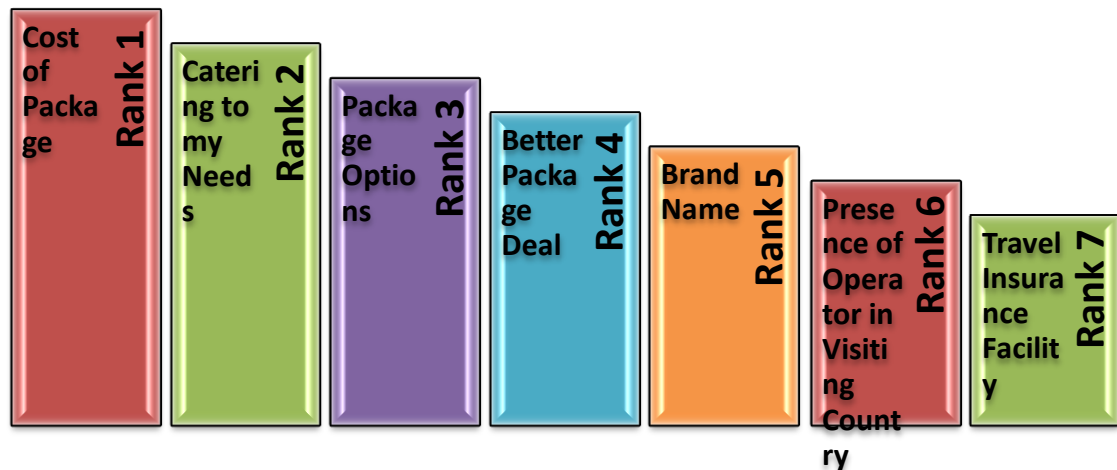 Cost
of
Packa
ge
Rank 1
Cateri
ng to
my
Need
s
Rank 2
Packa
ge
Optio
ns
Rank 3
Better
Packa
ge
Deal
Rank 4
Brand
Name
Rank 5
Prese
nce of
Opera
tor in
Visiti
ng
Count
ry
Rank 6
Travel
Insura
nce
Facilit
y
Rank 7